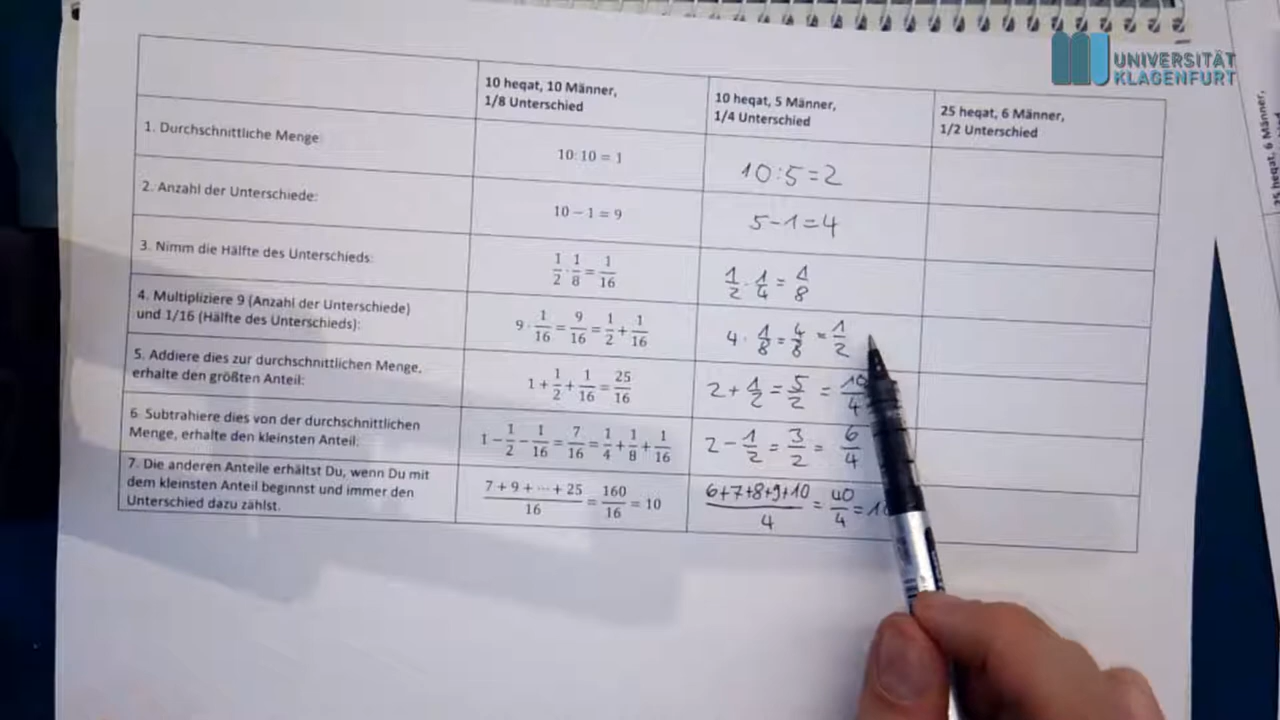 UNIVERSITÄT
KLAGENFURT
10 heqat, 10 Männer,
1/8 Unterschied
10 heqat, 5 Männer,
1/4 Unterschied
25 heqat, 6 Männer,
1/2 Unterschied
1. Durchschnittliche Menge:
10:10 = 1
10:5=2
2. Anzahl der Unterschiede:
10 − 1 = 9
5-1=4
3. Nimm die Hälfte des Unterschieds:
1/2 · 1/8 = 1/16
1/2 · 1/4 = 1/8
4. Multipliziere 9 (Anzahl der Unterschiede)
und 1/16 (Hälfte des Unterschieds):
9 · 1/16 = 9/16 = 1/2 + 1/16
4 · 1/8 = 4/8 = 1/2
5. Addiere dies zur durchschnittlichen Menge,
erhalte den größten Anteil:
1 + 1/2 + 1/16 = 25/16
2 + 1/2 = 5/2 = 10/4
6. Subtrahiere dies von der durchschnittlichen
Menge, erhalte den kleinsten Anteil:
1 − 1/2 − 1/16 = 7/16 = 1/4 + 1/8 + 1/16
2 - 1/2 = 3/2 = 6/4
7. Die anderen Anteile erhältst Du, wenn Du mit
dem kleinsten Anteil beginnst und immer den
Unterschied dazu zählst.
7 + 9 + ⋯ + 25/16 = 160/16 = 10
6+7+8+9+10/4 = 40/4 = 10
25 heqat, 6 Männer,